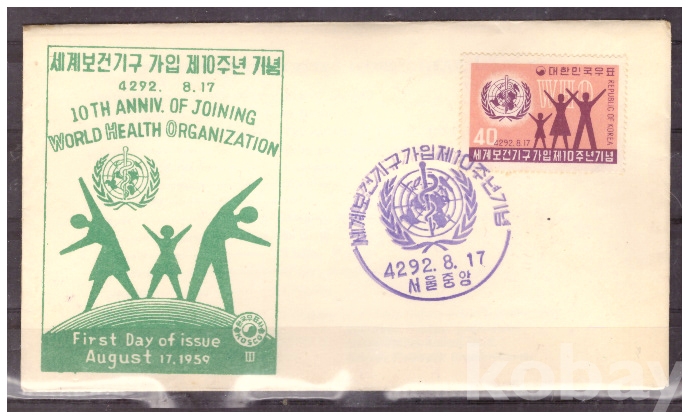 세계보건기구 가입 제10주년 기념
4292. 8.17
10TH ANNIV. OF JOINING
WORLD HEALTH ORGANIZATION
First Day of issue
August 17, 1959
III
대한민국우표
WHO
REPUBLIC OF KOREA
40
4292.8.17
세계보건기구가입제10주년기념
세계보건기구가입제10주년기념
4292.8.17
서울중앙
kobay